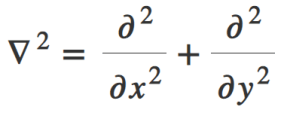 ∇² = ∂²/∂x² + ∂²/∂y²